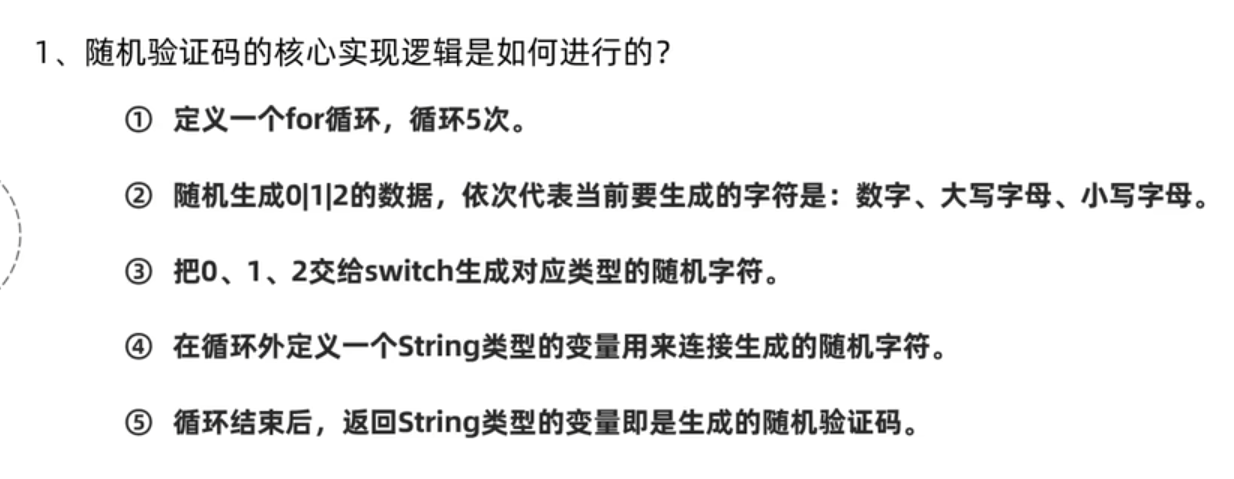 1、随机验证码的核心实现逻辑是如何进行的？
① 定义一个for循环，循环5次。
② 随机生成0|1|2的数据，依次代表当前要生成的字符是：数字、大写字母、小写字母。
③ 把0、1、2交给switch生成对应类型的随机字符。
④ 在循环外定义一个String类型的变量用来连接生成的随机字符。
⑤ 循环结束后，返回String类型的变量即是生成的随机验证码。